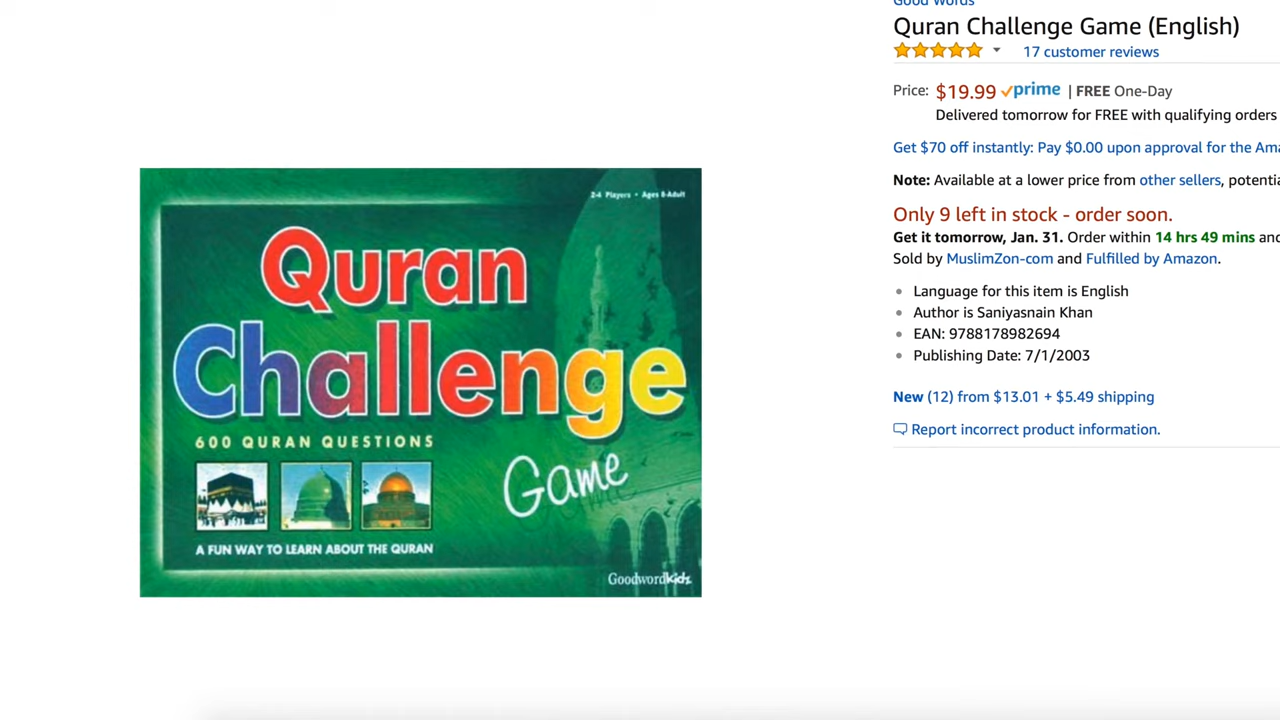 Good Words
Quran Challenge Game (English)
17 customer reviews
Price: $19.99 prime | FREE One-Day
Delivered tomorrow for FREE with qualifying orders
Get $70 off instantly: Pay $0.00 upon approval for the Ama
Note: Available at a lower price from other sellers, potentia
Only 9 left in stock - order soon.
Get it tomorrow, Jan. 31. Order within 14 hrs 49 mins and
Sold by MuslimZon-com and Fulfilled by Amazon.
Language for this item is English
Author is Saniyasnain Khan
EAN: 9788178982694
Publishing Date: 7/1/2003
New (12) from $13.01 + $5.49 shipping
Report incorrect product information.
2-4 Players • Ages 8-Adult
Quran
Challenge
600 QURAN QUESTIONS
Game
A FUN WAY TO LEARN ABOUT THE QURAN
Goodwordkidz